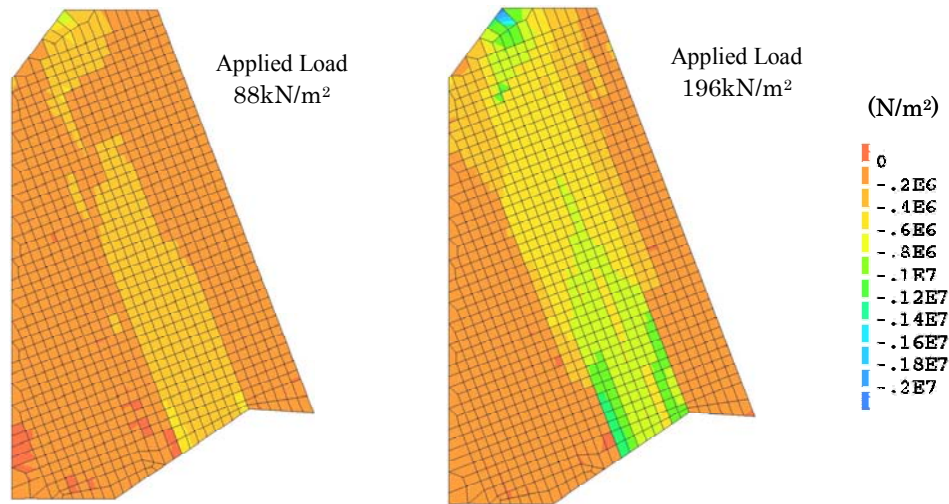 Applied Load
88kN/m²
Applied Load
196kN/m²
(N/m²)
0
-.2E6
-.4E6
-.6E6
-.8E6
-.1E7
-.12E7
-.14E7
-.16E7
-.18E7
-.2E7